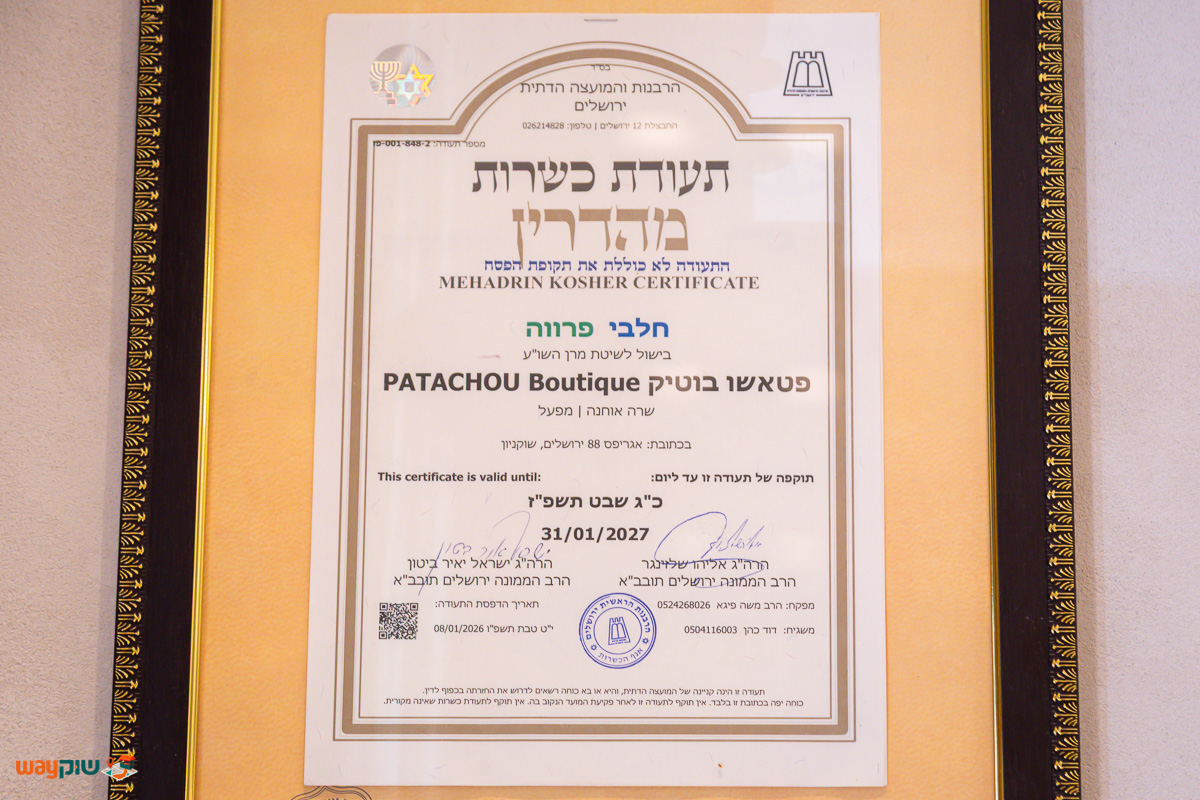 בס"ד
הרבנות והמועצה הדתית
ירושלים
החבצלת 12 ירושלים | טלפון: 026214828
מספר תעודה: 2-848-001-פי
תעודת כשרות
מהדרין
התעודה לא כוללת את תקופת הפסח
MEHADRIN KOSHER CERTIFICATE
חלבי פרווה
בישול לשיטת מרן השו"ע
פטאשו בוטיק PATACHOU Boutique
שרה אוחנה | מפעל
בכתובת: אגריפס 88 ירושלים, שוקניון
תוקפה של תעודה זו עד ליום: This certificate is valid until:
כ"ג שבט תשפ"ז
31/01/2027
הרה"ג אליהו שלזינגר הרה"ג ישראל יאיר ביטון
הרב הממונה ירושלים תובב"א הרב הממונה ירושלים תובב"א
מפקח: הרב משה פיגא 0524268026 תאריך הדפסת התעודה:
משגיח: דוד כהן 0504116003 י"ט טבת תשפ"ו 08/01/2026
הרבנות הראשית ירושלים
אגף הכשרות
תעודה זו הינה קניינה של המועצה הדתית, והיא או בא כוחה רשאים לדרוש את החזרתה בכפוף לדין.
כוחה יפה בכתובת זו בלבד. אין תוקף לתעודה זו לאחר פקיעת המועד הנקוב בה. אין תוקף לתעודת כשרות שאינה מקורית.
שוקway